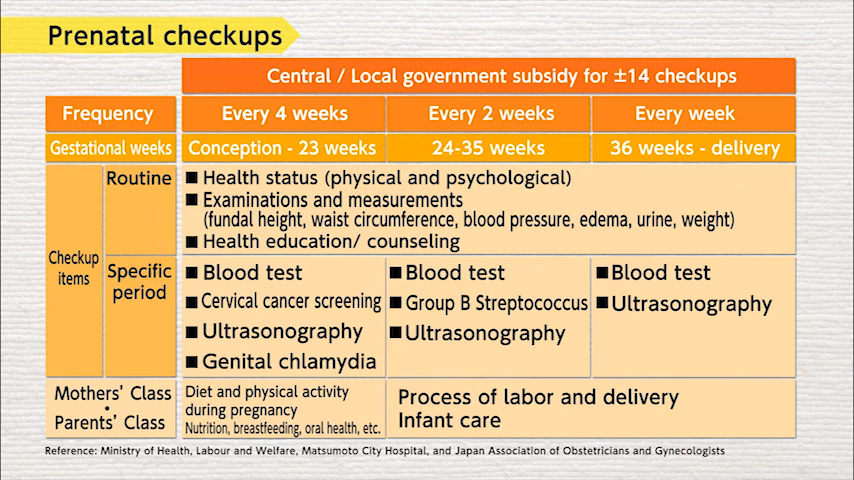 Prenatal checkups
Central / Local government subsidy for ±14 checkups
Frequency
Every 4 weeks
Every 2 weeks
Every week
Gestational weeks
Conception - 23 weeks
24-35 weeks
36 weeks - delivery
Checkup
items
Routine
■ Health status (physical and psychological)
■ Examinations and measurements
(fundal height, waist circumference, blood pressure, edema, urine, weight)
■ Health education/ counseling
Specific
period
■ Blood test
■ Cervical cancer screening
■ Ultrasonography
■ Genital chlamydia
■ Blood test
■ Group B Streptococcus
■ Ultrasonography
■ Blood test
■ Ultrasonography
Mothers' Class
•
Parents' Class
Diet and physical activity
during pregnancy
Nutrition, breastfeeding, oral health, etc.
Process of labor and delivery
Infant care
Reference: Ministry of Health, Labour and Welfare, Matsumoto City Hospital, and Japan Association of Obstetricians and Gynecologists